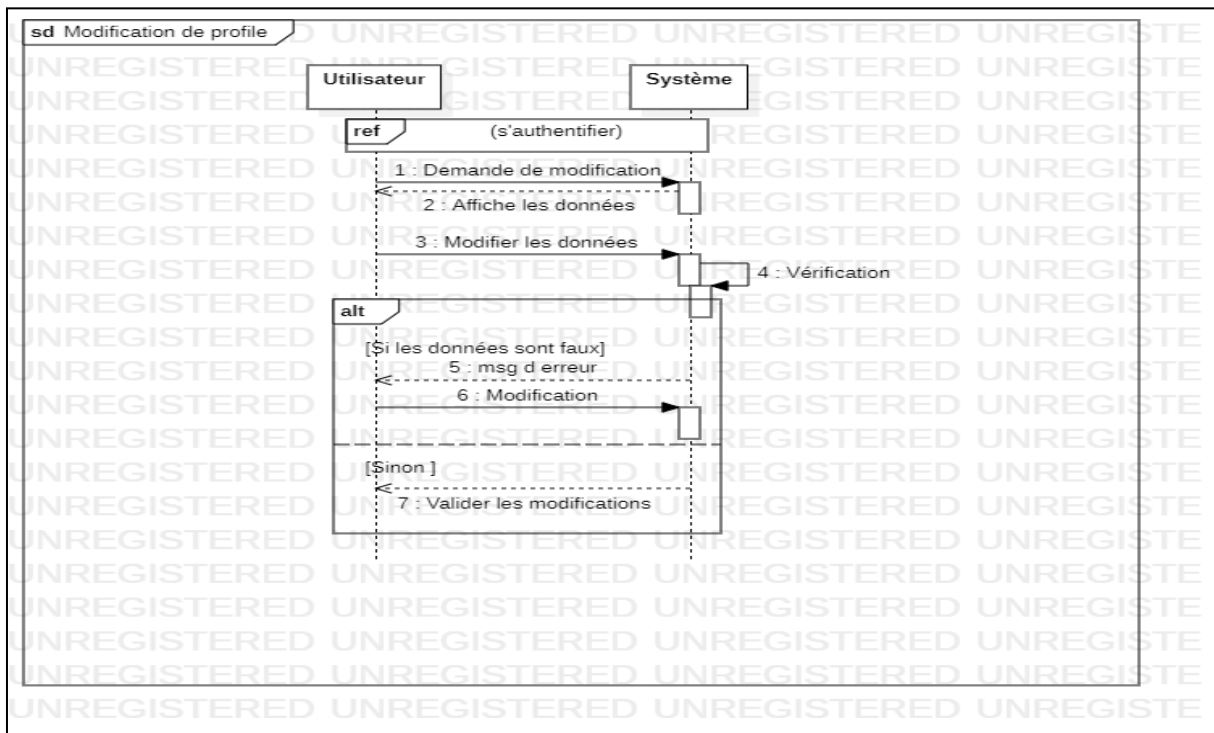 sd Modification de profile
Utilisateur
Système
ref
(s'authentifier)
1 : Demande de modification
2 : Affiche les données
3 : Modifier les données
4 : Vérification
alt
[Si les données sont faux]
5 : msg d erreur
6 : Modification
[Sinon ]
7 : Valider les modifications
UNREGISTERED UNREGISTERED UNREGISTERED UNREGISTE